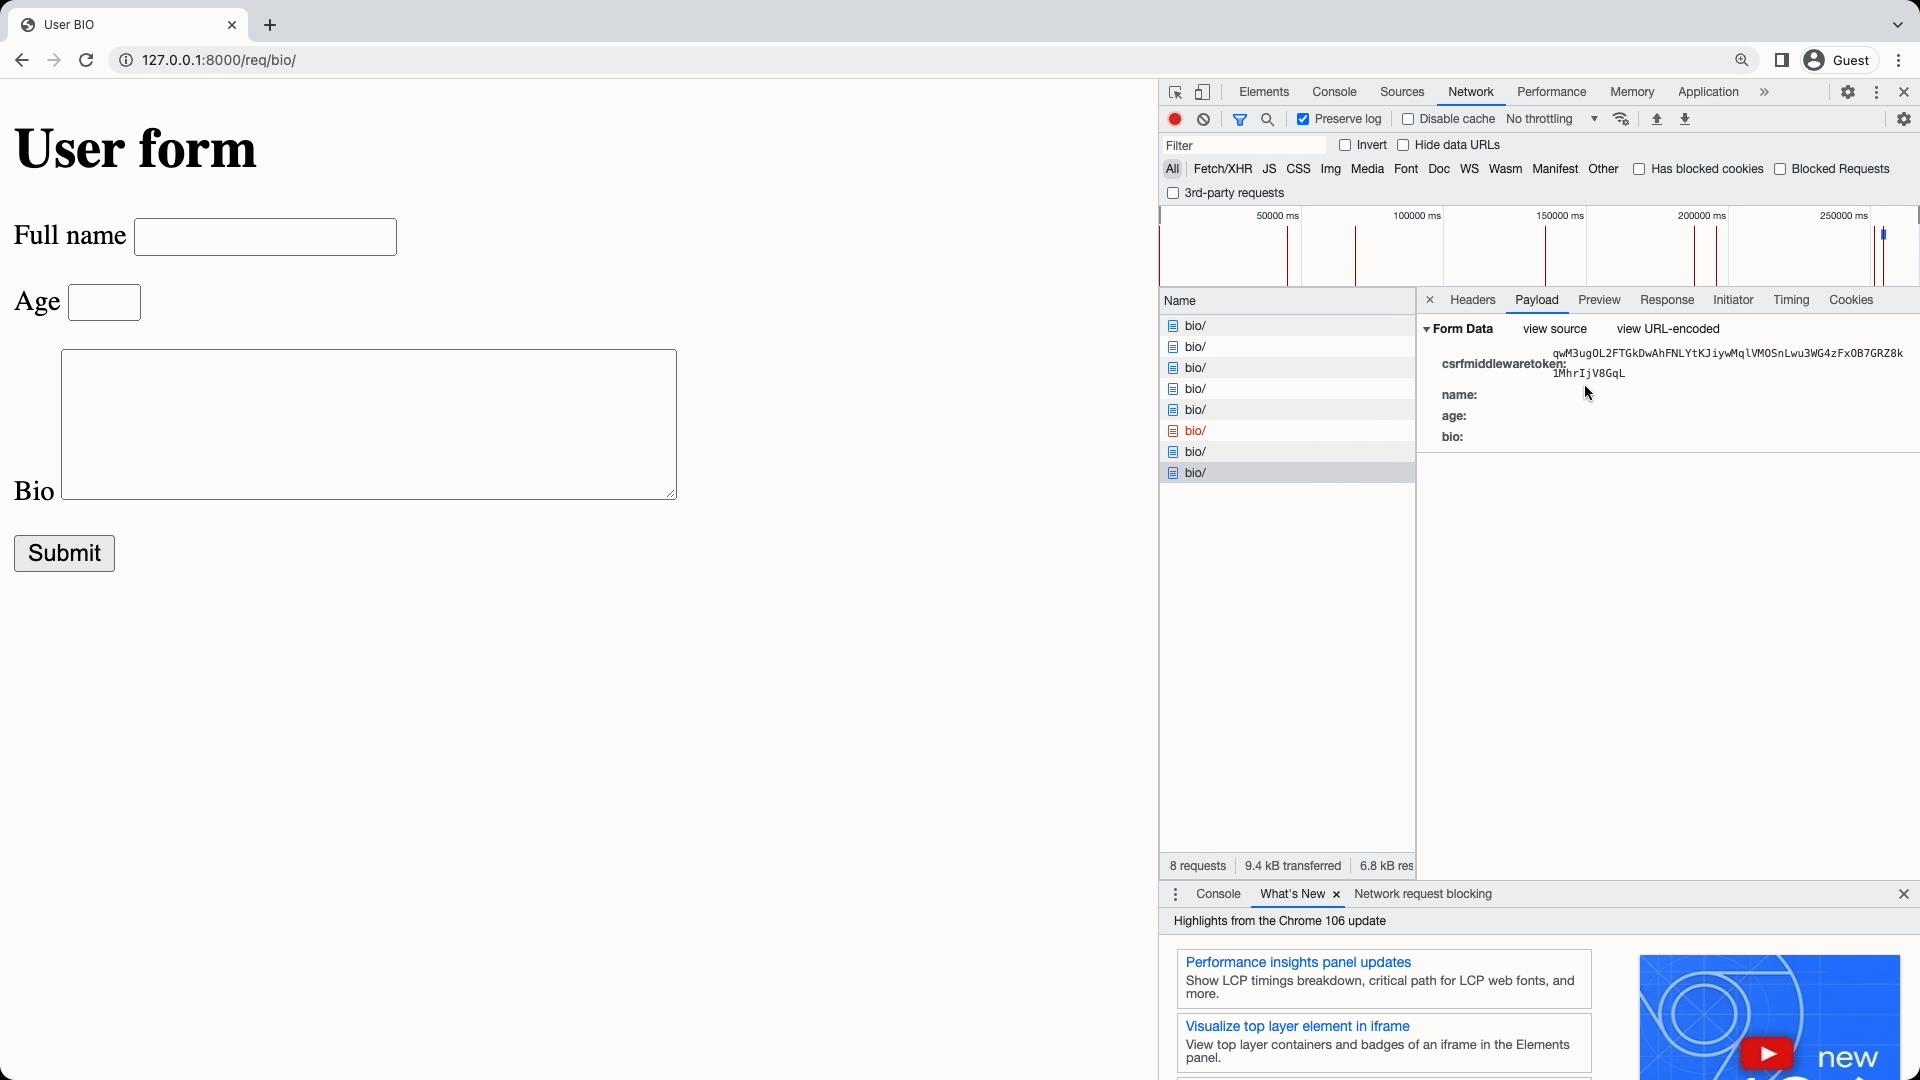 User BIO
127.0.0.1:8000/req/bio/
Guest
User form
Full name
Age
Bio
Submit
Elements Console Sources Network Performance Memory Application
Preserve log Disable cache No throttling
Filter Invert Hide data URLs
All Fetch/XHR JS CSS Img Media Font Doc WS Wasm Manifest Other Has blocked cookies Blocked Requests
3rd-party requests
50000 ms 100000 ms 150000 ms 200000 ms 250000 ms
Name
bio/
bio/
bio/
bio/
bio/
bio/
bio/
bio/
8 requests 9.4 kB transferred 6.8 kB res
Headers Payload Preview Response Initiator Timing Cookies
Form Data view source view URL-encoded
csrfmiddlewaretoken: qwM3ugOL2FTGkDwAhFNLYtKJiywMqlVMOSnLwu3WG4zFxOB7GRZ8k
1MhrIjV8GqL
name:
age:
bio:
Console What's New Network request blocking
Highlights from the Chrome 106 update
Performance insights panel updates
Show LCP timings breakdown, critical path for LCP web fonts, and
more.
Visualize top layer element in iframe
View top layer containers and badges of an iframe in the Elements
panel.
new